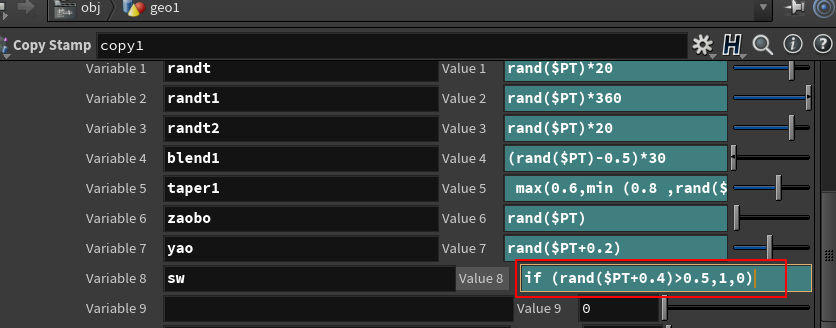 obj geo1
Copy Stamp copy1
Variable 1 randt Value 1 rand($PT)*20
Variable 2 randt1 Value 2 rand($PT)*360
Variable 3 randt2 Value 3 rand($PT)*20
Variable 4 blend1 Value 4 (rand($PT)-0.5)*30
Variable 5 taper1 Value 5 max(0.6,min (0.8 ,rand($
Variable 6 zaobo Value 6 rand($PT)
Variable 7 yao Value 7 rand($PT+0.2)
Variable 8 sw Value 8 if (rand($PT+0.4)>0.5,1,0)
Variable 9 Value 9 0